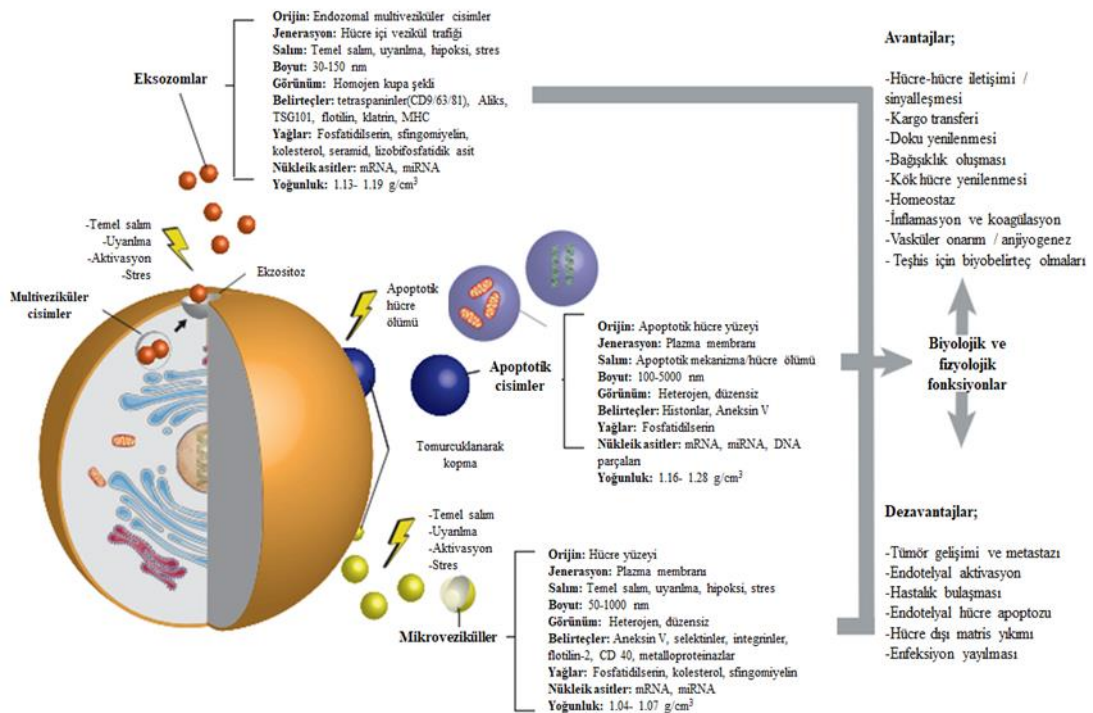 Orijin: Endozomal multiveziküler cisimler
Jenerasyon: Hücre içi vezikül trafiği
Salım: Temel salım, uyarılma, hipoksi, stres
Boyut: 30-150 nm
Görünüm: Homojen kupa şekli
Belirteçler: tetraspaninler(CD9/63/81), Aliks,
TSG101, flotilin, klatrin, MHC
Yağlar: Fosfatidilserin, sfingomiyelin,
kolesterol, seramid, lizobifosfatidik asit
Nükleik asitler: mRNA, miRNA
Yoğunluk: 1.13- 1.19 g/cm³
Eksozomlar
-Temel salım
-Uyarılma
-Aktivasyon
-Stres
Ekzositoz
Multiveziküler
cisimler
Apoptotik
hücre
ölümü
Apoptotik
cisimler
Tomurcuklanarak
kopma
Orijin: Apoptotik hücre yüzeyi
Jenerasyon: Plazma membranı
Salım: Apoptotik mekanizma/hücre ölümü
Boyut: 100-5000 nm
Görünüm: Heterojen, düzensiz
Belirteçler: Histonlar, Aneksin V
Yağlar: Fosfatidilserin
Nükleik asitler: mRNA, miRNA, DNA
parçaları
Yoğunluk: 1.16- 1.28 g/cm³
-Temel salım
-Uyarılma
-Aktivasyon
-Stres
Mikroveziküller
Orijin: Hücre yüzeyi
Jenerasyon: Plazma membranı
Salım: Temel salım, uyarılma, hipoksi, stres
Boyut: 50-1000 nm
Görünüm: Heterojen, düzensiz
Belirteçler: Aneksin V, selektinler, integrinler,
flotilin-2, CD 40, metalloproteinazlar
Yağlar: Fosfatidilserin, kolesterol, sfingomiyelin
Nükleik asitler: mRNA, miRNA
Yoğunluk: 1.04- 1.07 g/cm³
Avantajlar;
-Hücre-hücre iletişimi /
sinyalleşmesi
-Kargo transferi
-Doku yenilenmesi
-Bağışıklık oluşması
-Kök hücre yenilenmesi
-Homeostaz
-İnflamasyon ve koagülasyon
-Vasküler onarım / anjiyogenez
- Teşhis için biyobelirteç olmaları
Biyolojik ve
fizyolojik
fonksiyonlar
Dezavantajlar;
-Tümör gelişimi ve metastazı
-Endotelyal aktivasyon
-Hastalık bulaşması
-Endotelyal hücre apoptozu
-Hücre dışı matris yıkımı
-Enfeksiyon yayılması